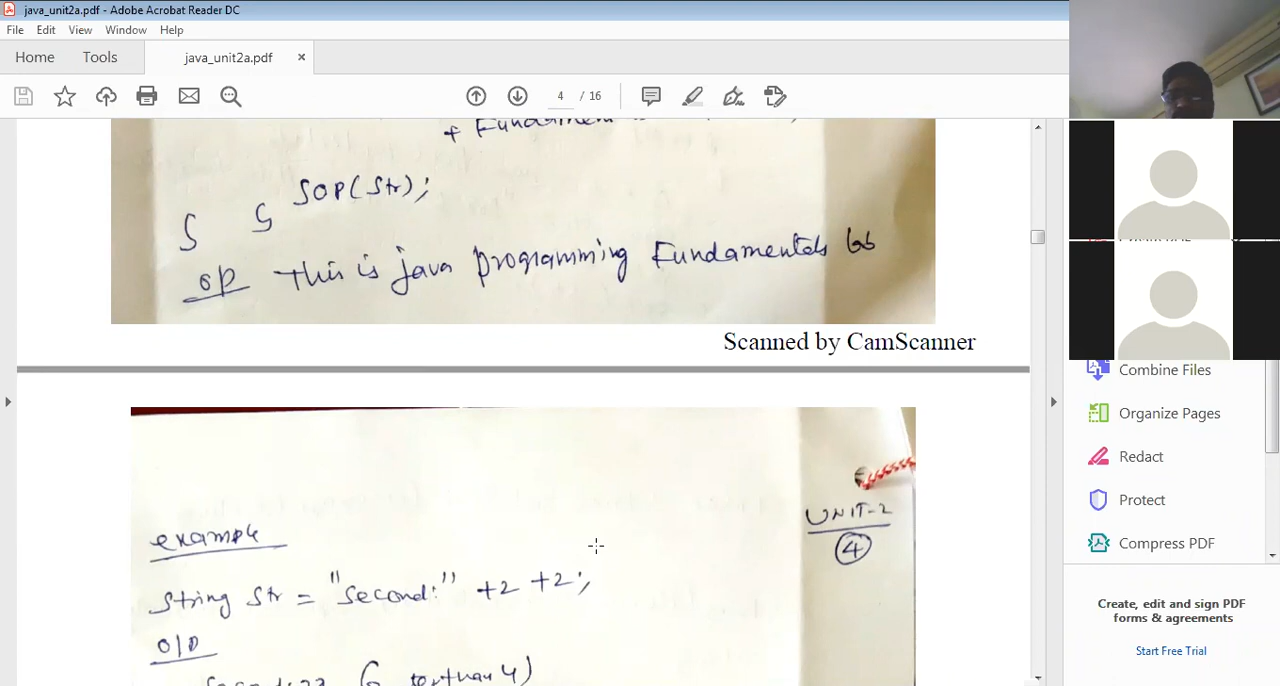 java_unit2a.pdf - Adobe Acrobat Reader DC
File Edit View Window Help
Home Tools java_unit2a.pdf ×
4 / 16
+
SOP(Str);
OP This is java programming Fundamentals lab
Scanned by CamScanner
UNIT-2
4
example
String Str = "Second:" +2 +2;
O/P
Combine Files
Organize Pages
Redact
Protect
Compress PDF
Create, edit and sign PDF
forms & agreements
Start Free Trial